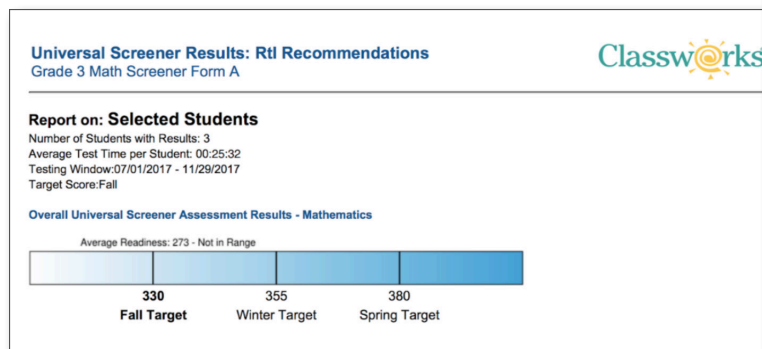 Universal Screener Results: RtI Recommendations
Grade 3 Math Screener Form A
Classworks
Report on: Selected Students
Number of Students with Results: 3
Average Test Time per Student: 00:25:32
Testing Window:07/01/2017 - 11/29/2017
Target Score:Fall
Overall Universal Screener Assessment Results - Mathematics
Average Readiness: 273 - Not in Range
330 355 380
Fall Target Winter Target Spring Target